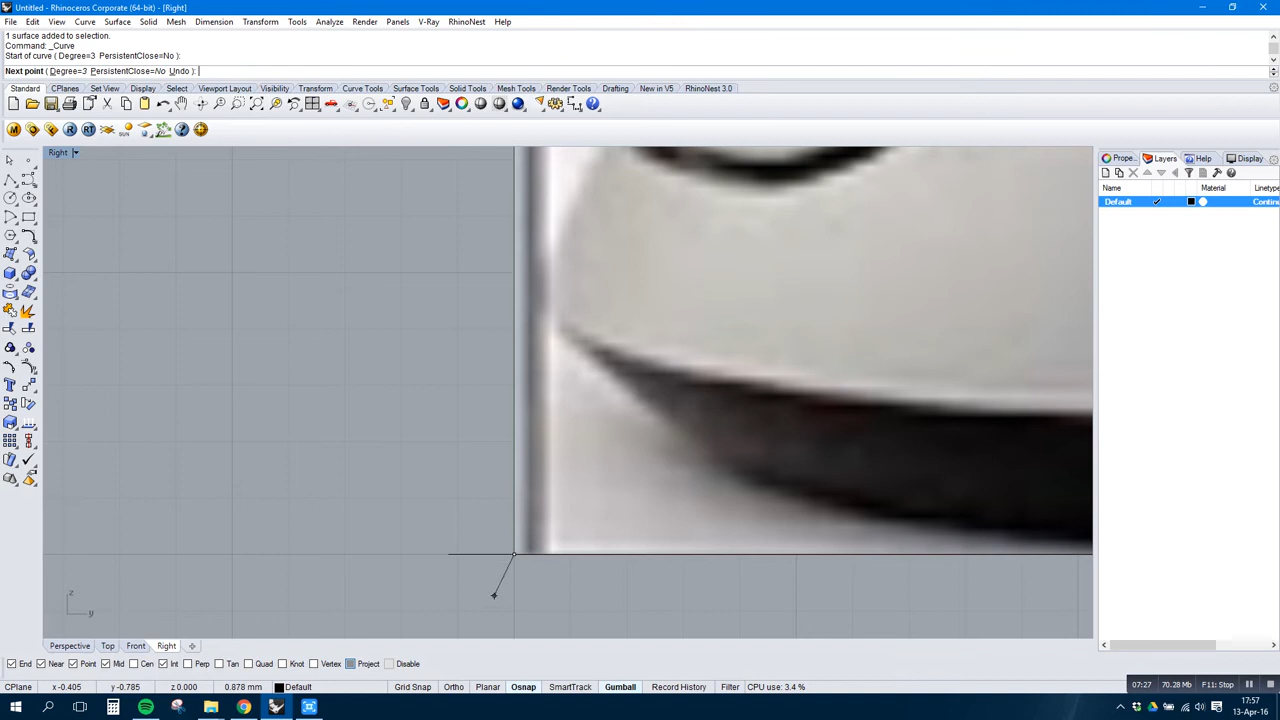 Untitled - Rhinoceros Corporate (64-bit) - [Right]
File Edit View Curve Surface Solid Mesh Dimension Transform Tools Analyze Render Panels V-Ray RhinoNest Help
1 surface added to selection.
Command: _Curve
Start of curve ( Degree=3 PersistentClose=No ):
Next point ( Degree=3 PersistentClose=No Undo ):
Standard CPlanes Set View Display Select Viewport Layout Visibility Transform Curve Tools Surface Tools Solid Tools Mesh Tools Render Tools Drafting New in V5 RhinoNest 3.0
Right
Prope... Layers Help Display
Name Material Linetype
Default Continu
z
y
Perspective Top Front Right
End Near Point Mid Cen Int Perp Tan Quad Knot Vertex Project Disable
CPlane x -0.405 y -0.785 z 0.000 0.878 mm Default Grid Snap Ortho Planar Osnap SmartTrack Gumball Record History Filter CPU use: 3.4 %
07:27 70.28 Mb F11: Stop
17:57
13-Apr-16